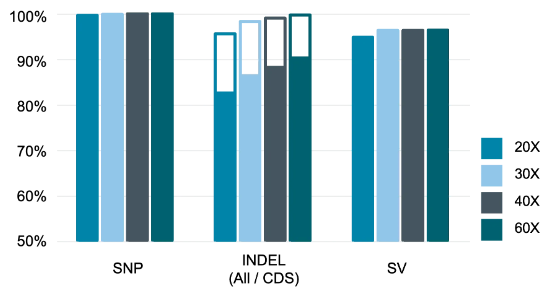 100%
90%
80%
70%
60%
50%
SNP
INDEL
(All / CDS)
SV
20X
30X
40X
60X